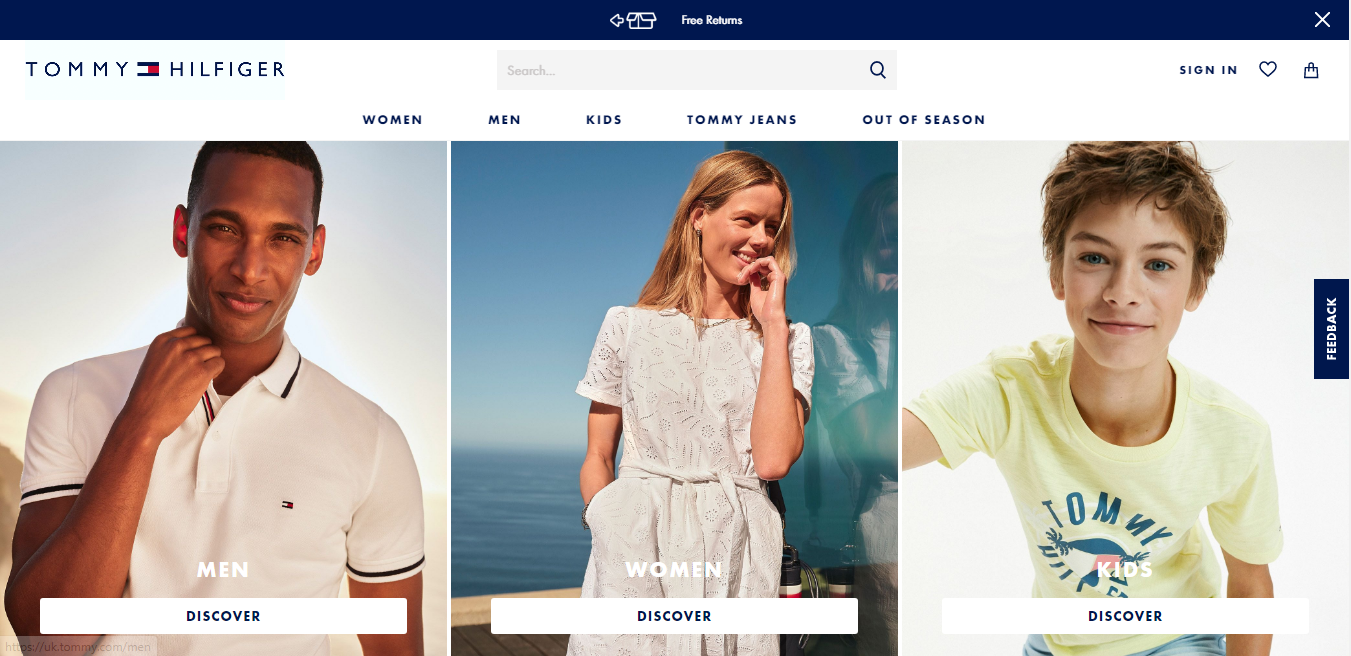 Free Returns
TOMMY HILFIGER
Search...
SIGN IN
WOMEN MEN KIDS TOMMY JEANS OUT OF SEASON
FEEDBACK
TOMMY
MEN WOMEN KIDS
DISCOVER DISCOVER DISCOVER
https://uk.tommy.com/men